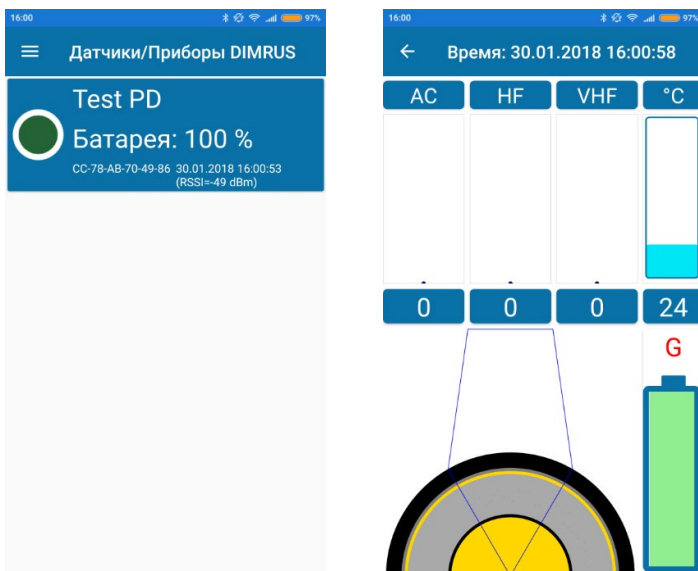 16:00 97%
Датчики/Приборы DIMRUS
Test PD
Батарея: 100 %
CC-78-AB-70-49-86 30.01.2018 16:00:53
(RSSI=-49 dBm)
16:00 97%
Время: 30.01.2018 16:00:58
AC HF VHF °C
0 0 0 24
G